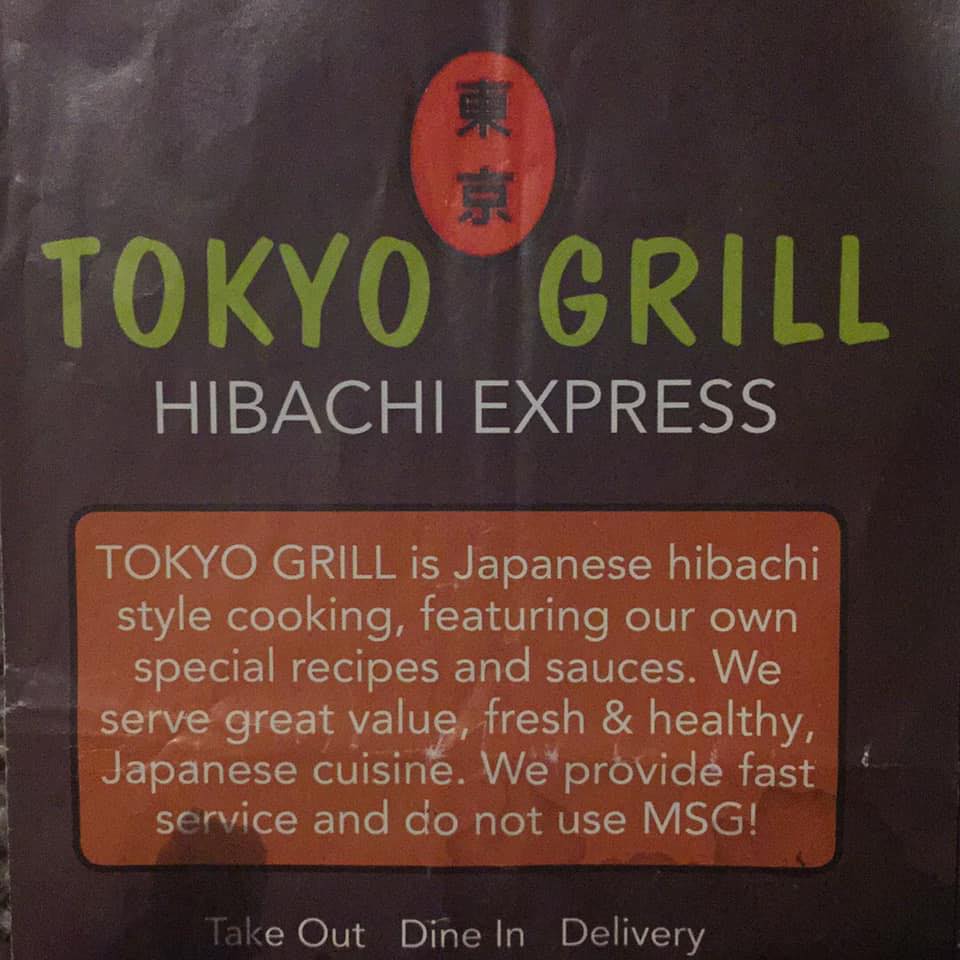 東
京
TOKYO GRILL
HIBACHI EXPRESS
TOKYO GRILL is Japanese hibachi
style cooking, featuring our own
special recipes and sauces. We
serve great value, fresh & healthy,
Japanese cuisine. We provide fast
service and do not use MSG!
Take Out Dine In Delivery